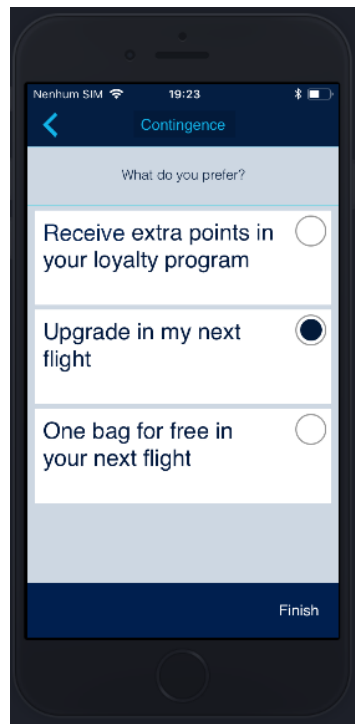 Nenhum SIM 19:23
Contingence
What do you prefer?
Receive extra points in
your loyalty program
Upgrade in my next
flight
One bag for free in
your next flight
Finish